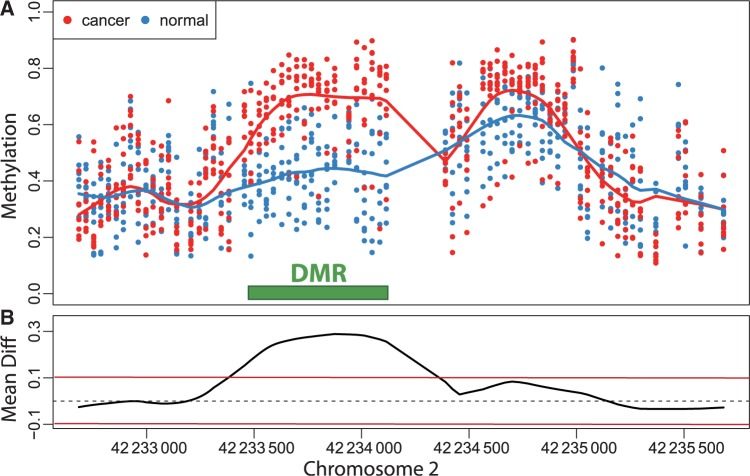 A
cancer normal
1.0
0.8
0.6
0.4
0.2
0.0
Methylation
DMR
B
0.3
0.1
−0.1
Mean Diff
42 233 000 42 233 500 42 234 000 42 234 500 42 235 000 42 235 500
Chromosome 2